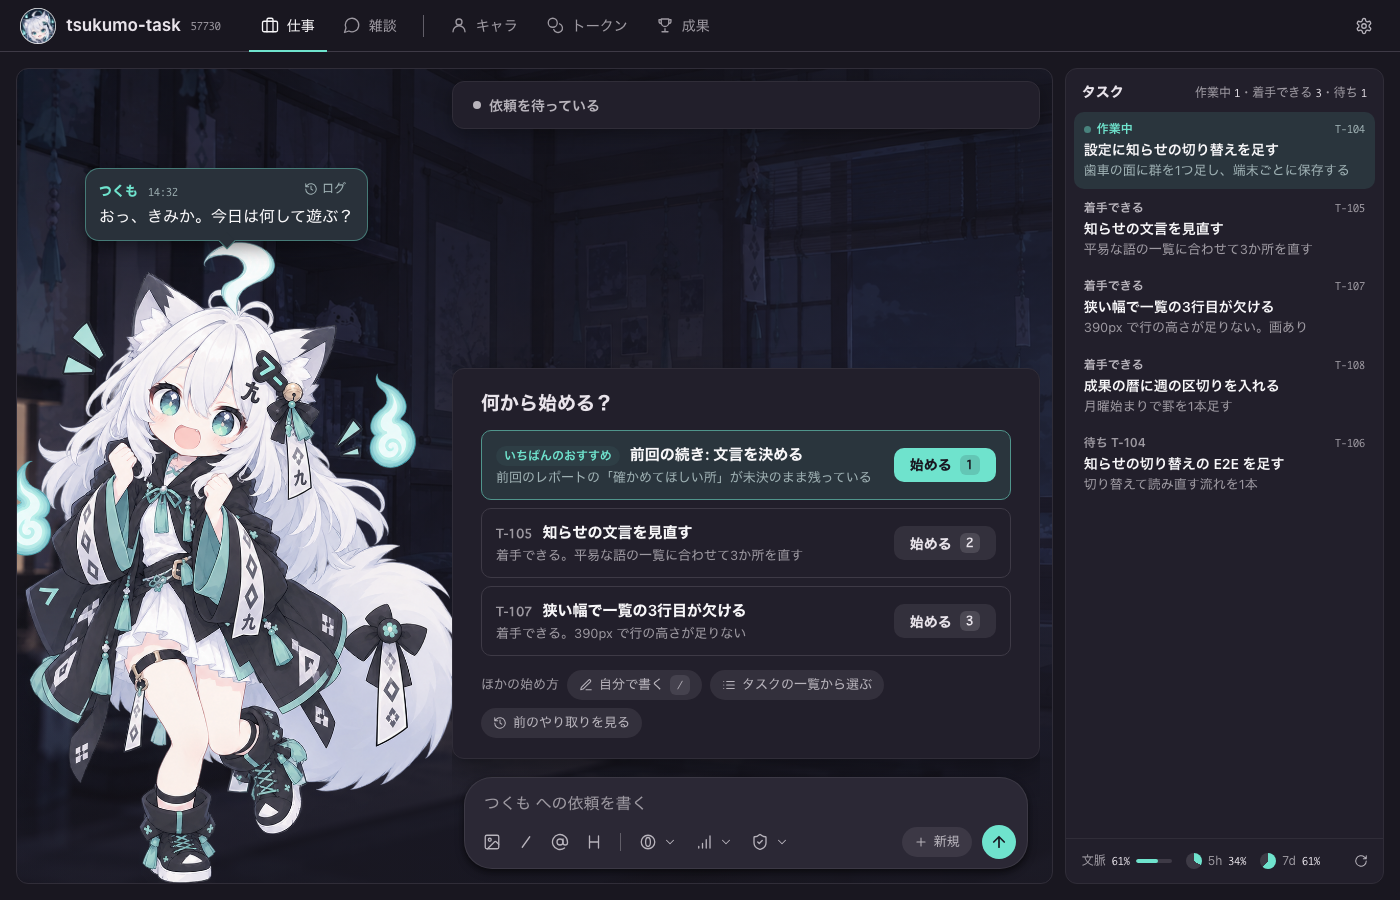 tsukumo-task 57730
仕事
雑談
キャラ
トークン
成果
依頼を待っている
つくも 14:32 ログ
おっ、きみか。今日は何して遊ぶ？
九
九
九
何から始める？
いちばんのおすすめ 前回の続き: 文言を決める
前回のレポートの「確かめてほしい所」が未決のまま残っている
始める 1
T-105 知らせの文言を見直す
着手できる。平易な語の一覧に合わせて3か所を直す
始める 2
T-107 狭い幅で一覧の3行目が欠ける
着手できる。390px で行の高さが足りない
始める 3
ほかの始め方 自分で書く / タスクの一覧から選ぶ
前のやり取りを見る
つくも への依頼を書く
新規
タスク 作業中 1・着手できる 3・待ち 1
作業中 T-104
設定に知らせの切り替えを足す
歯車の面に群を1つ足し、端末ごとに保存する
着手できる T-105
知らせの文言を見直す
平易な語の一覧に合わせて3か所を直す
着手できる T-107
狭い幅で一覧の3行目が欠ける
390px で行の高さが足りない。画あり
着手できる T-108
成果の暦に週の区切りを入れる
月曜始まりで罫を1本足す
待ち T-104 T-106
知らせの切り替えの E2E を足す
切り替えて読み直す流れを1本
文脈 61% 5h 34% 7d 61%